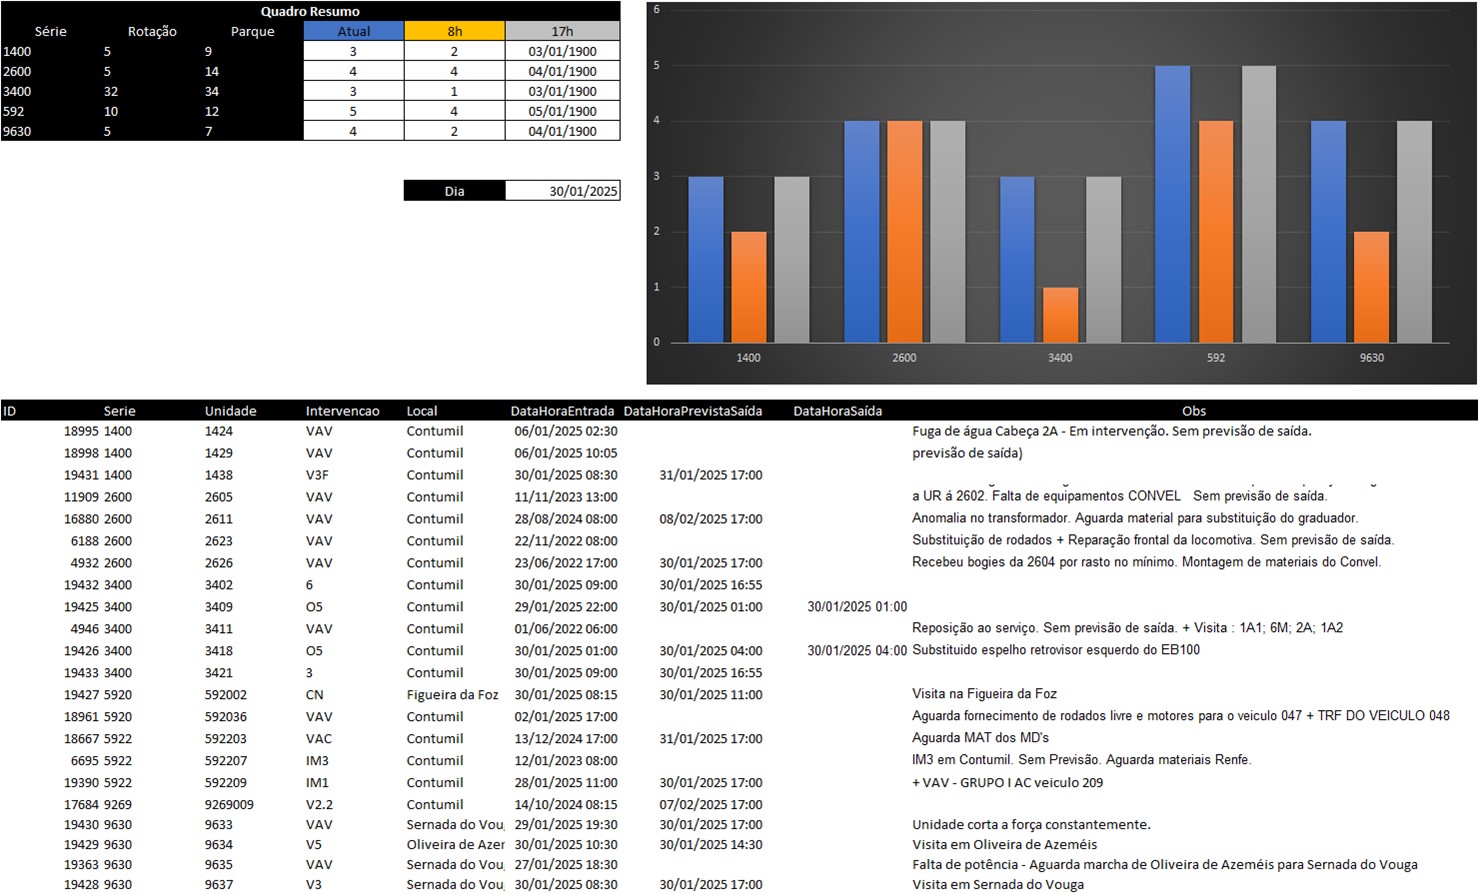 Quadro Resumo
Série Rotação Parque Atual 8h 17h
1400 5 9 3 2 03/01/1900
2600 5 14 4 4 04/01/1900
3400 32 34 3 1 03/01/1900
592 10 12 5 4 05/01/1900
9630 5 7 4 2 04/01/1900
Dia 30/01/2025
6
5
4
3
2
1
0
1400 2600 3400 592 9630
ID Serie Unidade Intervencao Local DataHoraEntrada DataHoraPrevistaSaída DataHoraSaída Obs
18995 1400 1424 VAV Contumil 06/01/2025 02:30 Fuga de água Cabeça 2A - Em intervenção. Sem previsão de saída.
18998 1400 1429 VAV Contumil 06/01/2025 10:05 previsão de saída)
19431 1400 1438 V3F Contumil 30/01/2025 08:30 31/01/2025 17:00
11909 2600 2605 VAV Contumil 11/11/2023 13:00 a UR á 2602. Falta de equipamentos CONVEL Sem previsão de saída.
16880 2600 2611 VAV Contumil 28/08/2024 08:00 08/02/2025 17:00 Anomalia no transformador. Aguarda material para substituição do graduador.
6188 2600 2623 VAV Contumil 22/11/2022 08:00 Substituição de rodados + Reparação frontal da locomotiva. Sem previsão de saída.
4932 2600 2626 VAV Contumil 23/06/2022 17:00 30/01/2025 17:00 Recebeu bogies da 2604 por rasto no mínimo. Montagem de materiais do Convel.
19432 3400 3402 6 Contumil 30/01/2025 09:00 30/01/2025 16:55
19425 3400 3409 O5 Contumil 29/01/2025 22:00 30/01/2025 01:00 30/01/2025 01:00
4946 3400 3411 VAV Contumil 01/06/2022 06:00 Reposição ao serviço. Sem previsão de saída. + Visita : 1A1; 6M; 2A; 1A2
19426 3400 3418 O5 Contumil 30/01/2025 01:00 30/01/2025 04:00 30/01/2025 04:00 Substituido espelho retrovisor esquerdo do EB100
19433 3400 3421 3 Contumil 30/01/2025 09:00 30/01/2025 16:55
19427 5920 592002 CN Figueira da Foz 30/01/2025 08:15 30/01/2025 11:00 Visita na Figueira da Foz
18961 5920 592036 VAV Contumil 02/01/2025 17:00 Aguarda fornecimento de rodados livre e motores para o veiculo 047 + TRF DO VEICULO 048
18667 5922 592203 VAC Contumil 13/12/2024 17:00 31/01/2025 17:00 Aguarda MAT dos MD's
6695 5922 592207 IM3 Contumil 12/01/2023 08:00 IM3 em Contumil. Sem Previsão. Aguarda materiais Renfe.
19390 5922 592209 IM1 Contumil 28/01/2025 11:00 30/01/2025 17:00 + VAV - GRUPO I AC veiculo 209
17684 9269 9269009 V2.2 Contumil 14/10/2024 08:15 07/02/2025 17:00
19430 9630 9633 VAV Sernada do Vou 29/01/2025 19:30 30/01/2025 17:00 Unidade corta a força constantemente.
19429 9630 9634 V5 Oliveira de Azer 30/01/2025 10:30 30/01/2025 14:30 Visita em Oliveira de Azeméis
19363 9630 9635 VAV Sernada do Vou 27/01/2025 18:30 Falta de potência - Aguarda marcha de Oliveira de Azeméis para Sernada do Vouga
19428 9630 9637 V3 Sernada do Vou 30/01/2025 08:30 30/01/2025 17:00 Visita em Sernada do Vouga